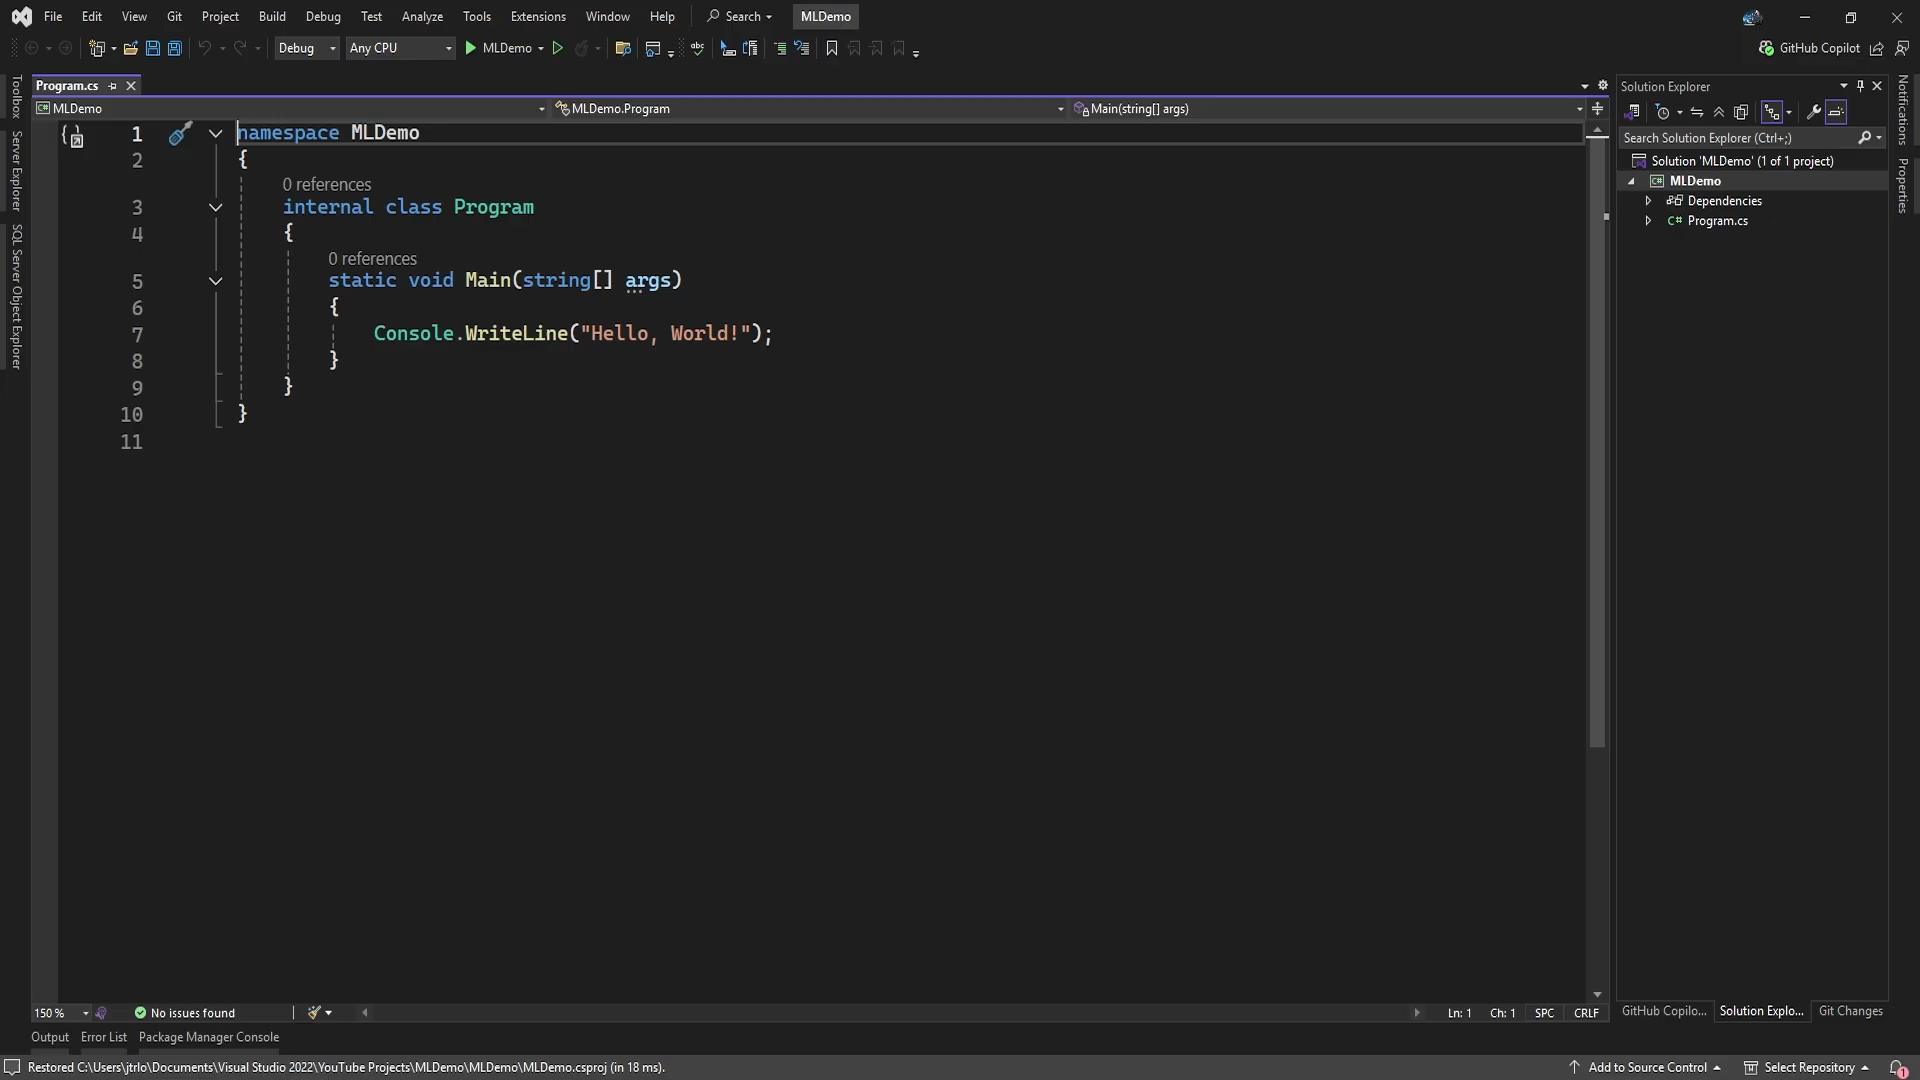 File Edit View Git Project Build Debug Test Analyze Tools Extensions Window Help Search MLDemo
Debug Any CPU MLDemo abc GitHub Copilot
Program.cs
MLDemo MLDemo.Program Main(string[] args)
1 namespace MLDemo
2 {
0 references
3 internal class Program
4 {
0 references
5 static void Main(string[] args)
6 {
7 Console.WriteLine("Hello, World!");
8 }
9 }
10 }
11
Toolbox
Server Explorer
SQL Server Object Explorer
Solution Explorer
Search Solution Explorer (Ctrl+;)
Solution 'MLDemo' (1 of 1 project)
C# MLDemo
Dependencies
C# Program.cs
Notifications
Properties
150 % No issues found Ln: 1 Ch: 1 SPC CRLF
GitHub Copilo... Solution Explo... Git Changes
Output Error List Package Manager Console
Restored C:\Users\jtrlo\Documents\Visual Studio 2022\YouTube Projects\MLDemo\MLDemo\MLDemo.csproj (in 18 ms). Add to Source Control Select Repository 1